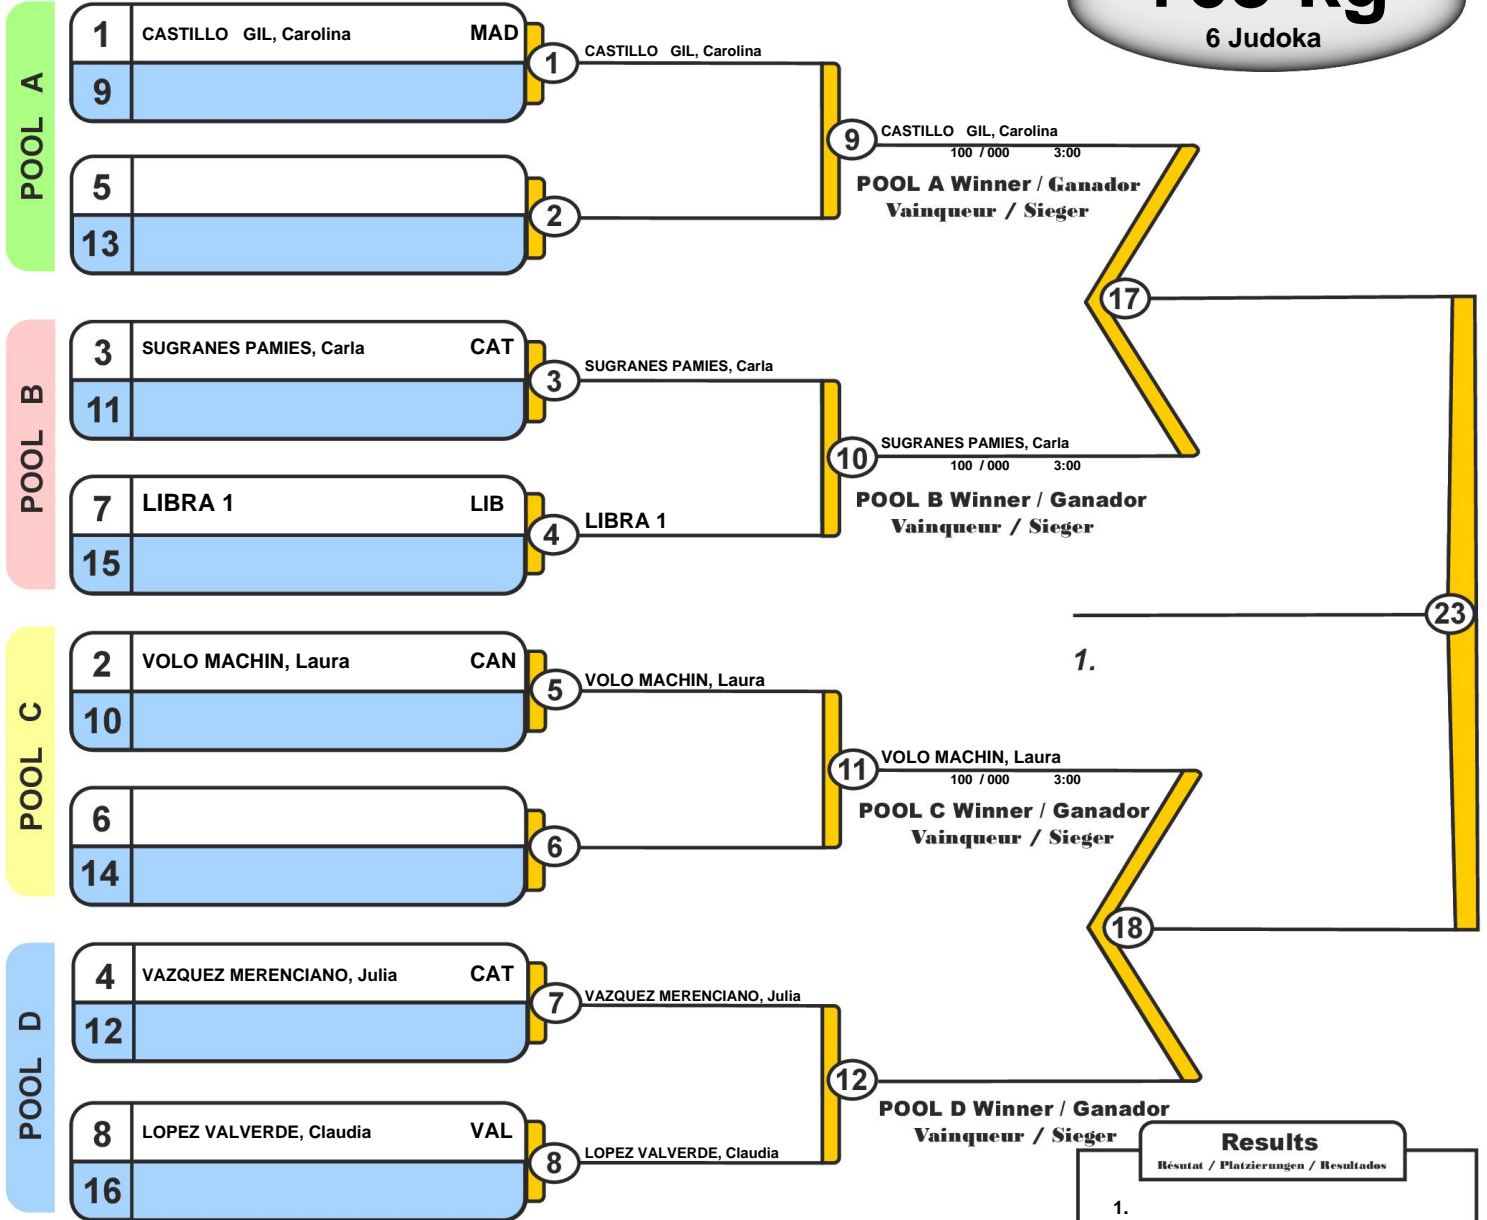 kg
6 Judoka
POOL A
1 CASTILLO GIL, Carolina MAD
9
5
13
1 CASTILLO GIL, Carolina
2
9 CASTILLO GIL, Carolina
100 / 000 3:00
POOL A Winner / Ganador
Vainqueur / Sieger
17
POOL B
3 SUGRANES PAMIES, Carla CAT
11
7 LIBRA 1 LIB
15
3 SUGRANES PAMIES, Carla
4 LIBRA 1
10 SUGRANES PAMIES, Carla
100 / 000 3:00
POOL B Winner / Ganador
Vainqueur / Sieger
23
1.
POOL C
2 VOLO MACHIN, Laura CAN
10
6
14
5 VOLO MACHIN, Laura
6
11 VOLO MACHIN, Laura
100 / 000 3:00
POOL C Winner / Ganador
Vainqueur / Sieger
18
POOL D
4 VAZQUEZ MERENCIANO, Julia CAT
12
8 LOPEZ VALVERDE, Claudia VAL
16
7 VAZQUEZ MERENCIANO, Julia
8 LOPEZ VALVERDE, Claudia
12
POOL D Winner / Ganador
Vainqueur / Sieger
Results
Résutat / Platzierungen / Resultados
1.